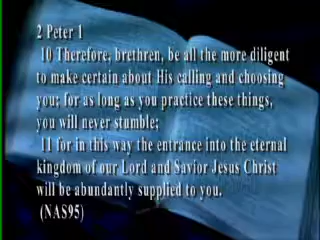 2 Peter 1
10 Therefore, brethren, be all the more diligent
to make certain about His calling and choosing
you; for as long as you practice these things,
you will never stumble;
11 for in this way the entrance into the eternal
kingdom of our Lord and Savior Jesus Christ
will be abundantly supplied to you.
(NAS95)